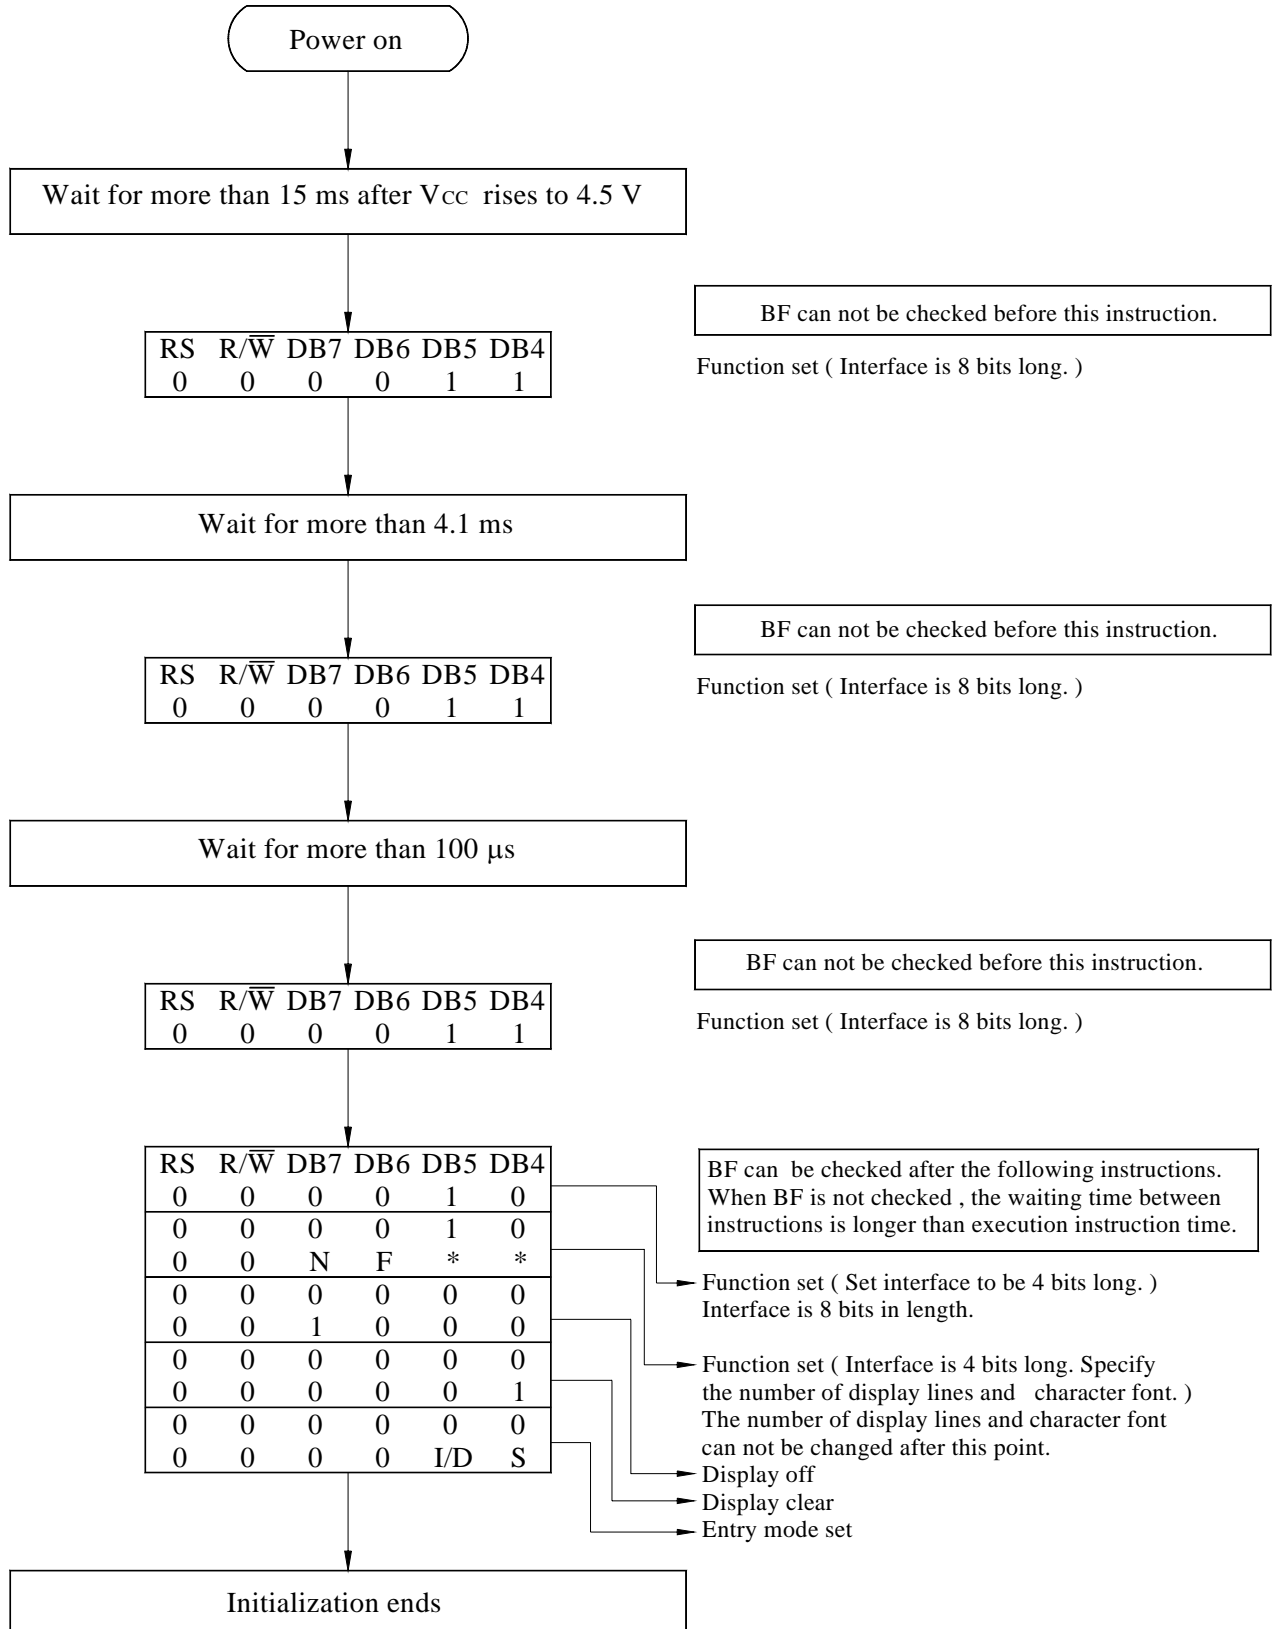 Power on
Wait for more than 15 ms after VCC rises to 4.5 V
BF can not be checked before this instruction.
RS R/W̅ DB7 DB6 DB5 DB4
0 0 0 0 1 1
Function set ( Interface is 8 bits long. )
Wait for more than 4.1 ms
BF can not be checked before this instruction.
RS R/W̅ DB7 DB6 DB5 DB4
0 0 0 0 1 1
Function set ( Interface is 8 bits long. )
Wait for more than 100 µs
BF can not be checked before this instruction.
RS R/W̅ DB7 DB6 DB5 DB4
0 0 0 0 1 1
Function set ( Interface is 8 bits long. )
RS R/W̅ DB7 DB6 DB5 DB4
0 0 0 0 1 0
0 0 0 0 1 0
0 0 N F * *
0 0 0 0 0 0
0 0 1 0 0 0
0 0 0 0 0 0
0 0 0 0 0 1
0 0 0 0 0 0
0 0 0 0 I/D S
BF can be checked after the following instructions.
When BF is not checked , the waiting time between
instructions is longer than execution instruction time.
Function set ( Set interface to be 4 bits long. )
Interface is 8 bits in length.
Function set ( Interface is 4 bits long. Specify
the number of display lines and character font. )
The number of display lines and character font
can not be changed after this point.
Display off
Display clear
Entry mode set
Initialization ends